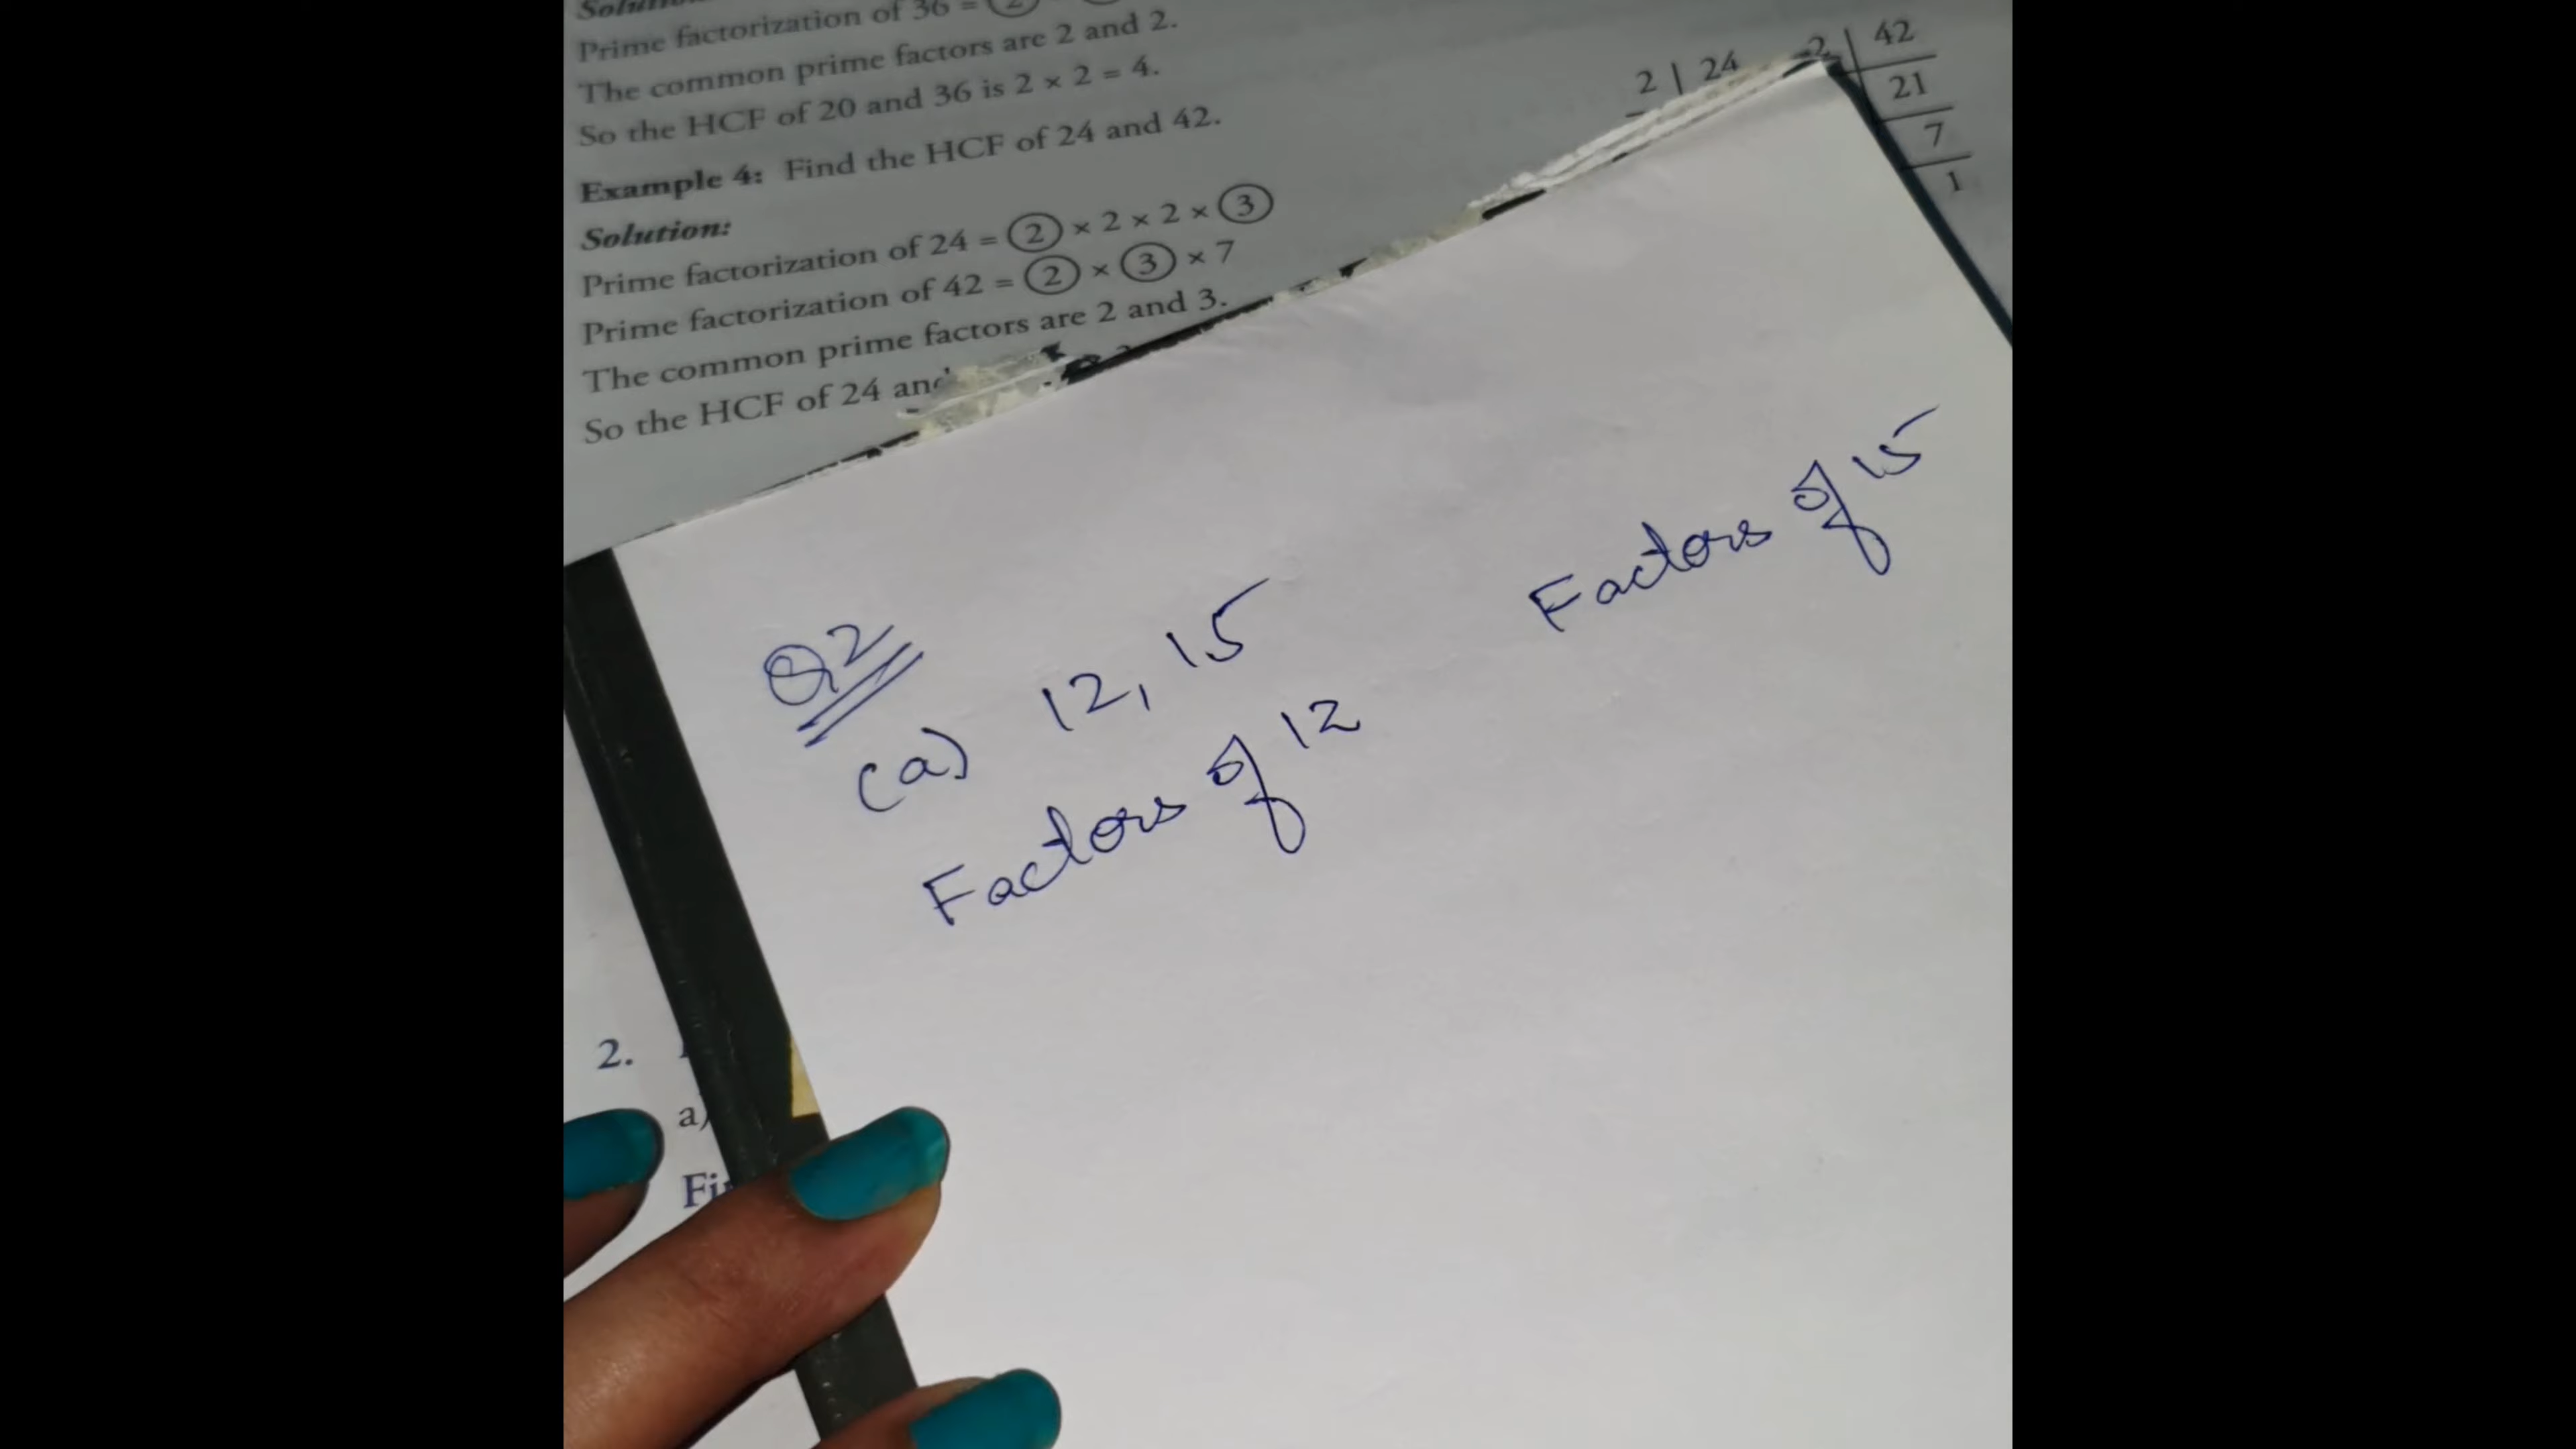 Solution:
Prime factorization of 36 = 2
The common prime factors are 2 and 2.
So the HCF of 20 and 36 is 2 × 2 = 4.
Example 4: Find the HCF of 24 and 42.
Solution:
Prime factorization of 24 = 2 × 2 × 2 × 3
Prime factorization of 42 = 2 × 3 × 7
The common prime factors are 2 and 3.
So the HCF of 24 and
2 | 24
2 | 42
21
7
1
Q2
(a) 12, 15
Factors of 12
Factors of 15
2.
a)